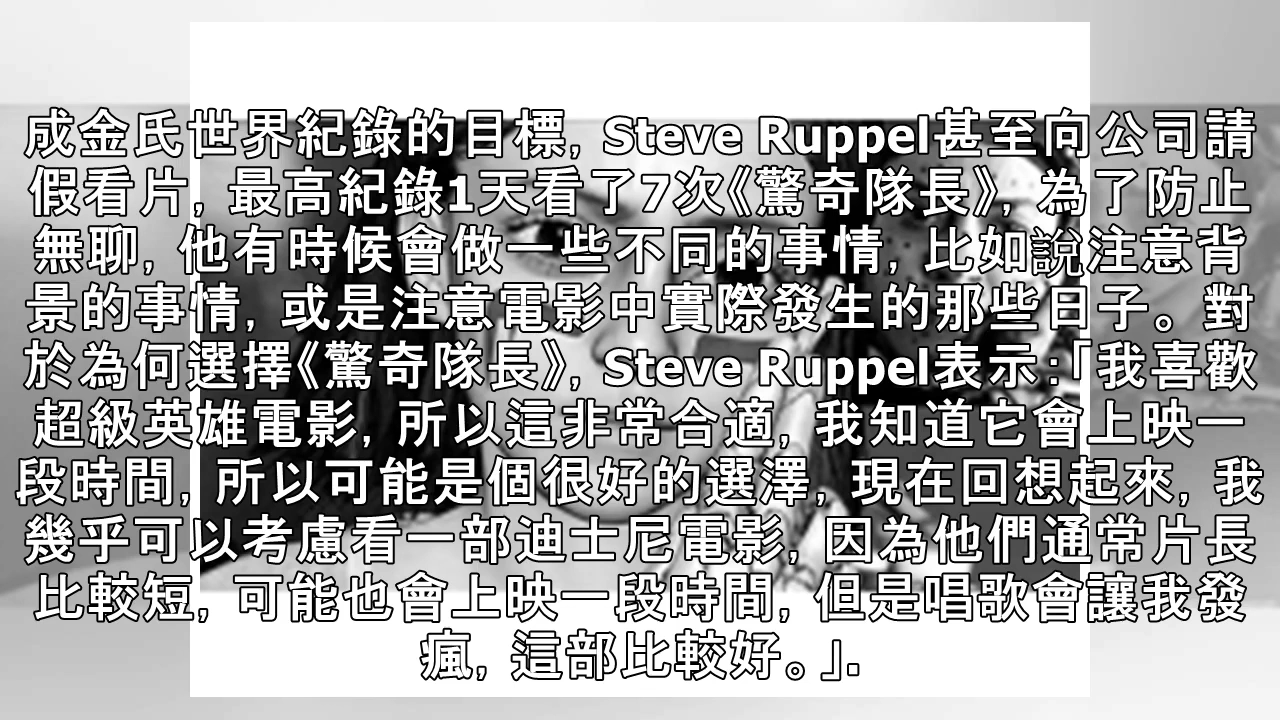 成金氏世界紀錄的目標, Steve Ruppel甚至向公司請
假看片, 最高紀錄1天看了7次《驚奇隊長》, 為了防止
無聊, 他有時候會做一些不同的事情, 比如說注意背
景的事情, 或是注意電影中實際發生的那些日子。對
於為何選擇《驚奇隊長》, Steve Ruppel表示:「我喜歡
超級英雄電影, 所以這非常合適, 我知道它會上映一
段時間, 所以可能是個很好的選澤, 現在回想起來, 我
幾乎可以考慮看一部迪士尼電影, 因為他們通常片長
比較短, 可能也會上映一段時間, 但是唱歌會讓我發
瘋, 這部比較好。」.